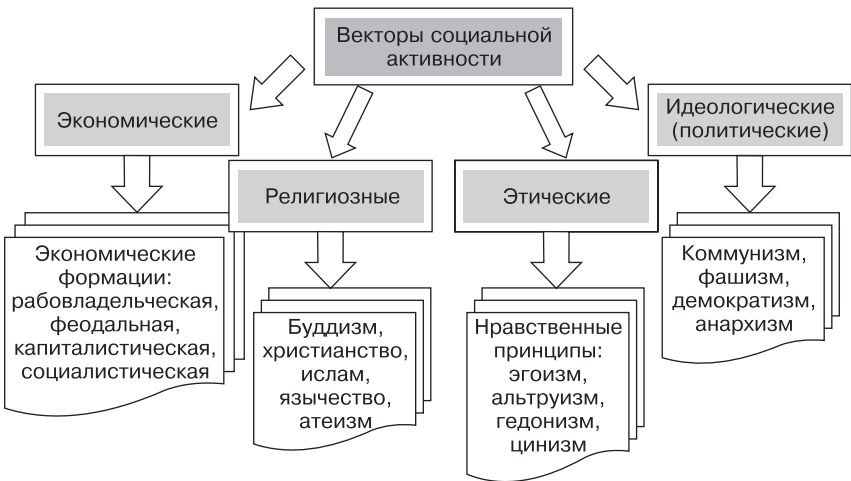 Векторы социальной
активности
Экономические
Идеологические
(политические)
Религиозные
Этические
Экономические
формации:
рабовладельческая,
феодальная,
капиталистическая,
социалистическая
Буддизм,
христианство,
ислам,
язычество,
атеизм
Нравственные
принципы:
эгоизм,
альтруизм,
гедонизм,
цинизм
Коммунизм,
фашизм,
демократизм,
анархизм